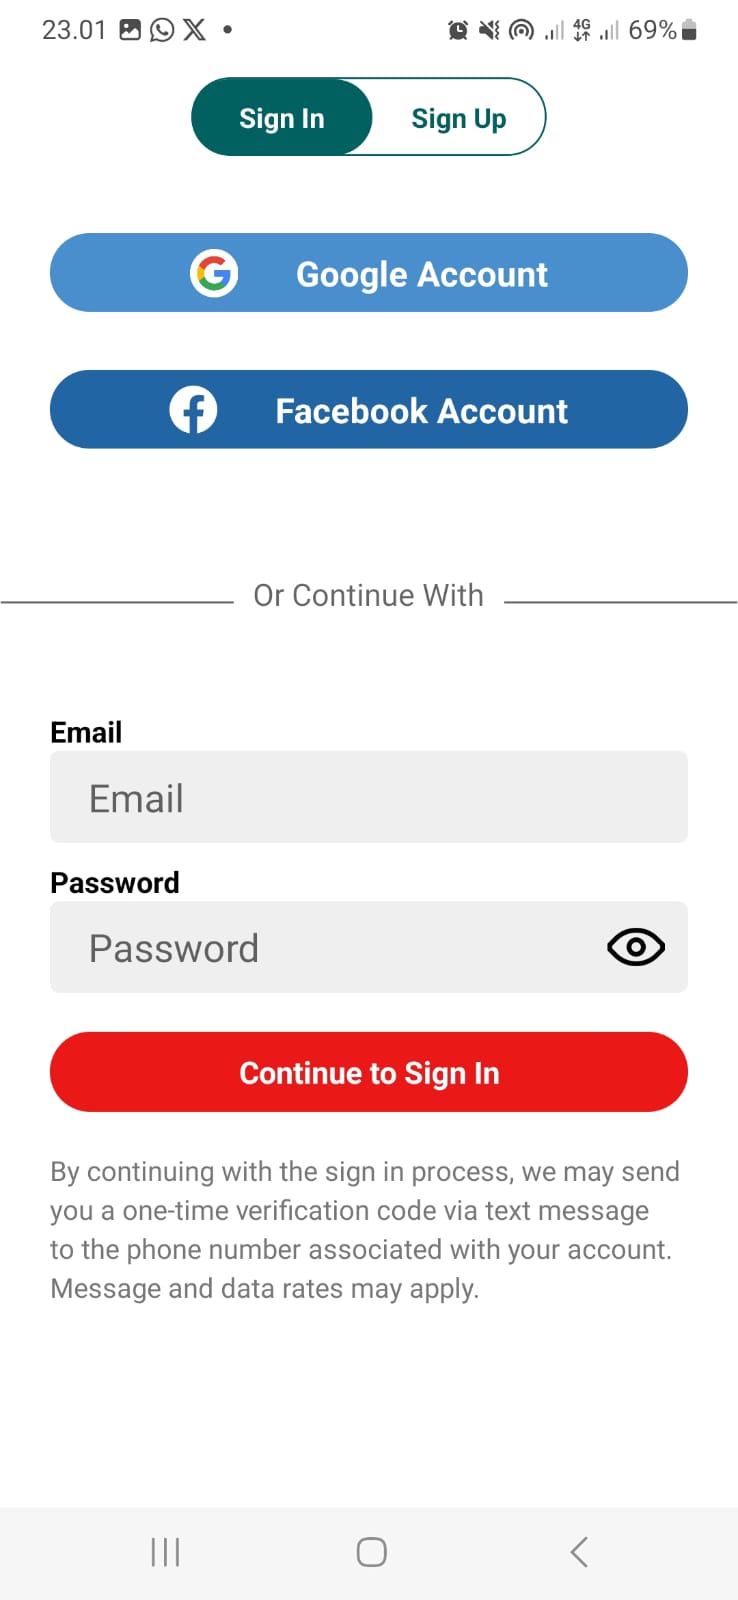 23.01 4G 69%
Sign In Sign Up
Google Account
Facebook Account
Or Continue With
Email
Email
Password
Password
Continue to Sign In
By continuing with the sign in process, we may send
you a one-time verification code via text message
to the phone number associated with your account.
Message and data rates may apply.